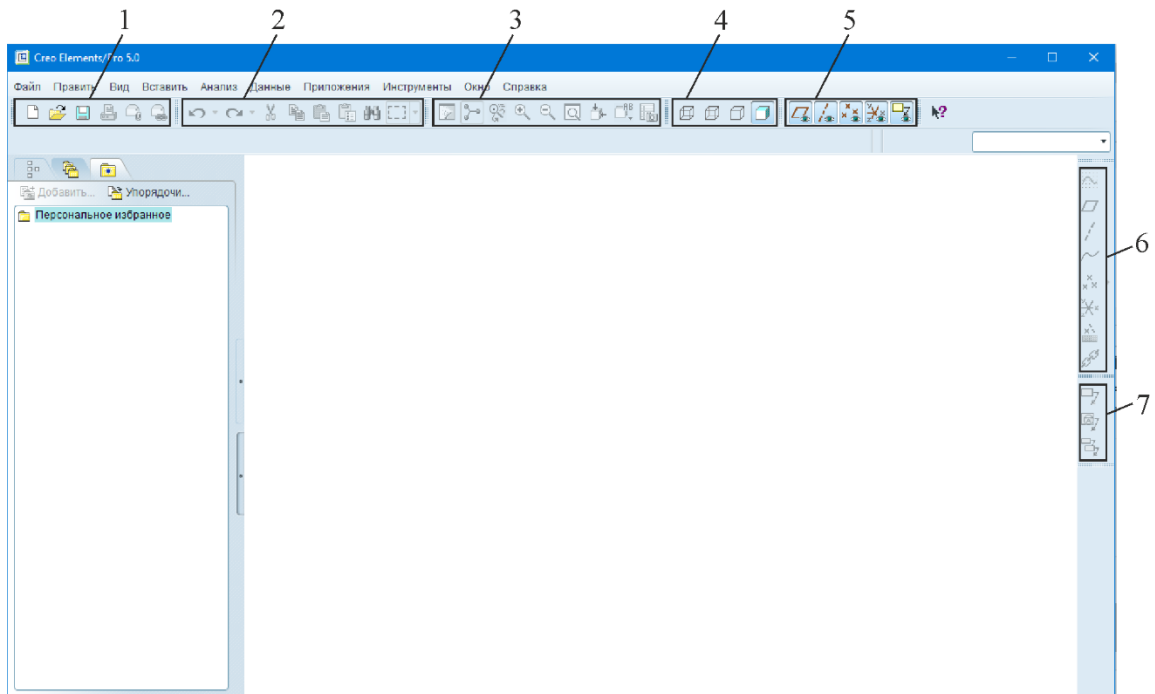 1 2 3 4 5
Creo Elements/Pro 5.0
Файл Править Вид Вставить Анализ Данные Приложения Инструменты Окно Справка
Добавить... Упорядочи...
Персональное избранное
6
7